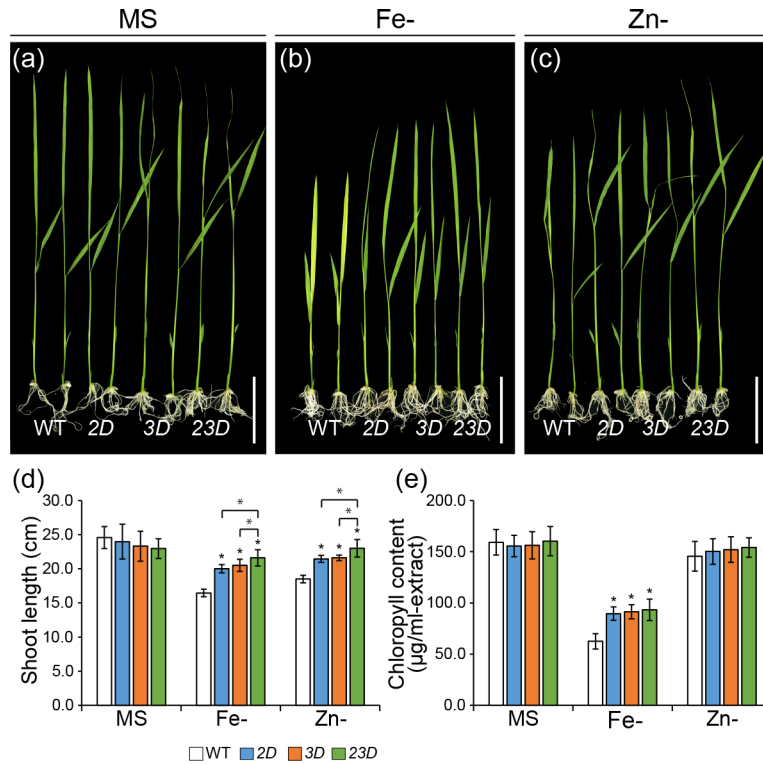 MS Fe- Zn-
(a) (b) (c)
WT 2D 3D 23D WT 2D 3D 23D WT 2D 3D 23D
(d) (e)
Shoot length (cm)
30.0
25.0
20.0
15.0
10.0
5.0
0.0
* * * * * * * * * *
MS Fe- Zn-
Chloropyll content
(µg/ml-extract)
200.0
150.0
100.0
50.0
0.0
* * *
MS Fe- Zn-
WT 2D 3D 23D